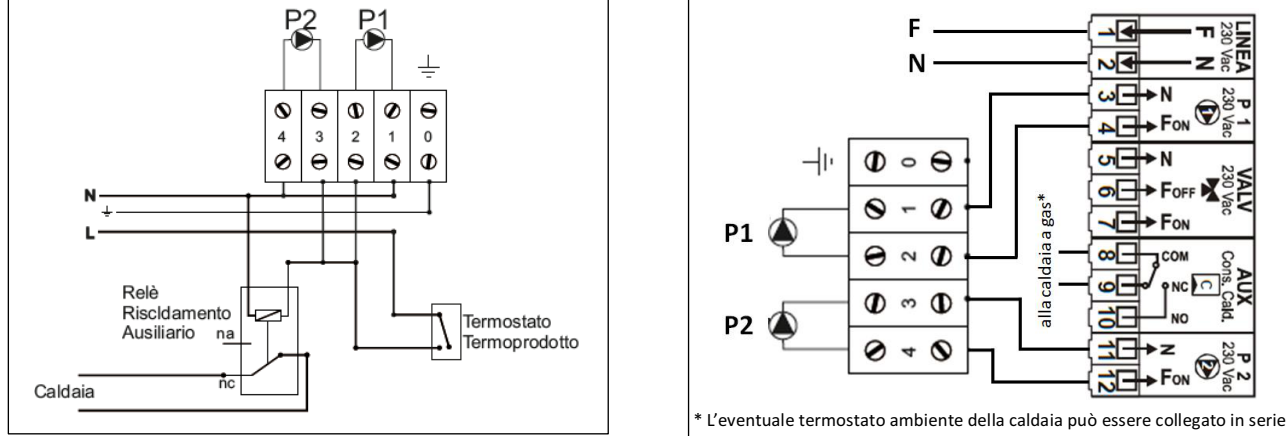 P2 P1
4 3 2 1 0
N
L
Relè
Riscldamento
Ausiliario
na
nc
Caldaia
Termostato
Termoprodotto
F
N
P1
P2
0
1
2
3
4
alla caldaia a gas*
1 F
2 N
LINEA
230 Vac
3 N
4 FON
P 1
230 Vac
5 N
6 FOFF
7 FON
VALV
230 Vac
8 COM
9 NC
10 NO
AUX
Cons, Cald.
C
11 N
12 FON
P 2
230 Vac
* L'eventuale termostato ambiente della caldaia può essere collegato in serie